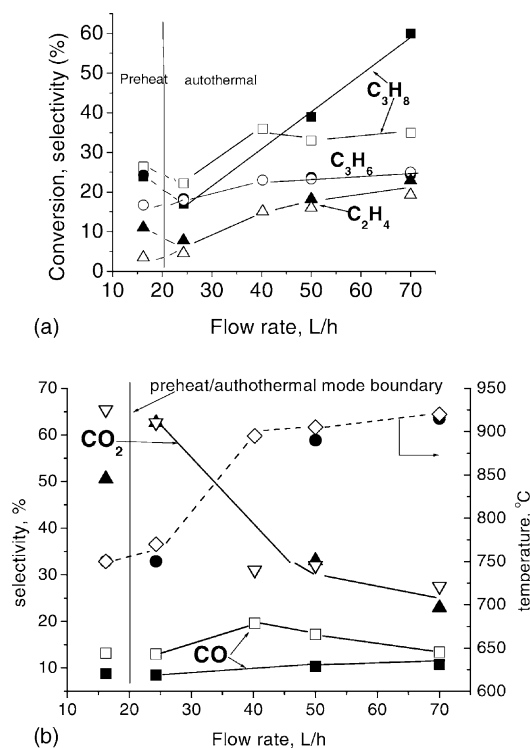 60
50
40
30
20
10
0
Conversion, selectivity (%)
Preheat
autothermal
C3H8
C3H6
C2H4
10 20 30 40 50 60 70
(a)
Flow rate, L/h
70
60
50
40
30
20
10
selectivity, %
preheat/authothermal mode boundary
CO2
CO
950
900
850
800
750
700
650
600
temperature, °C
10 20 30 40 50 60 70
(b)
Flow rate, L/h